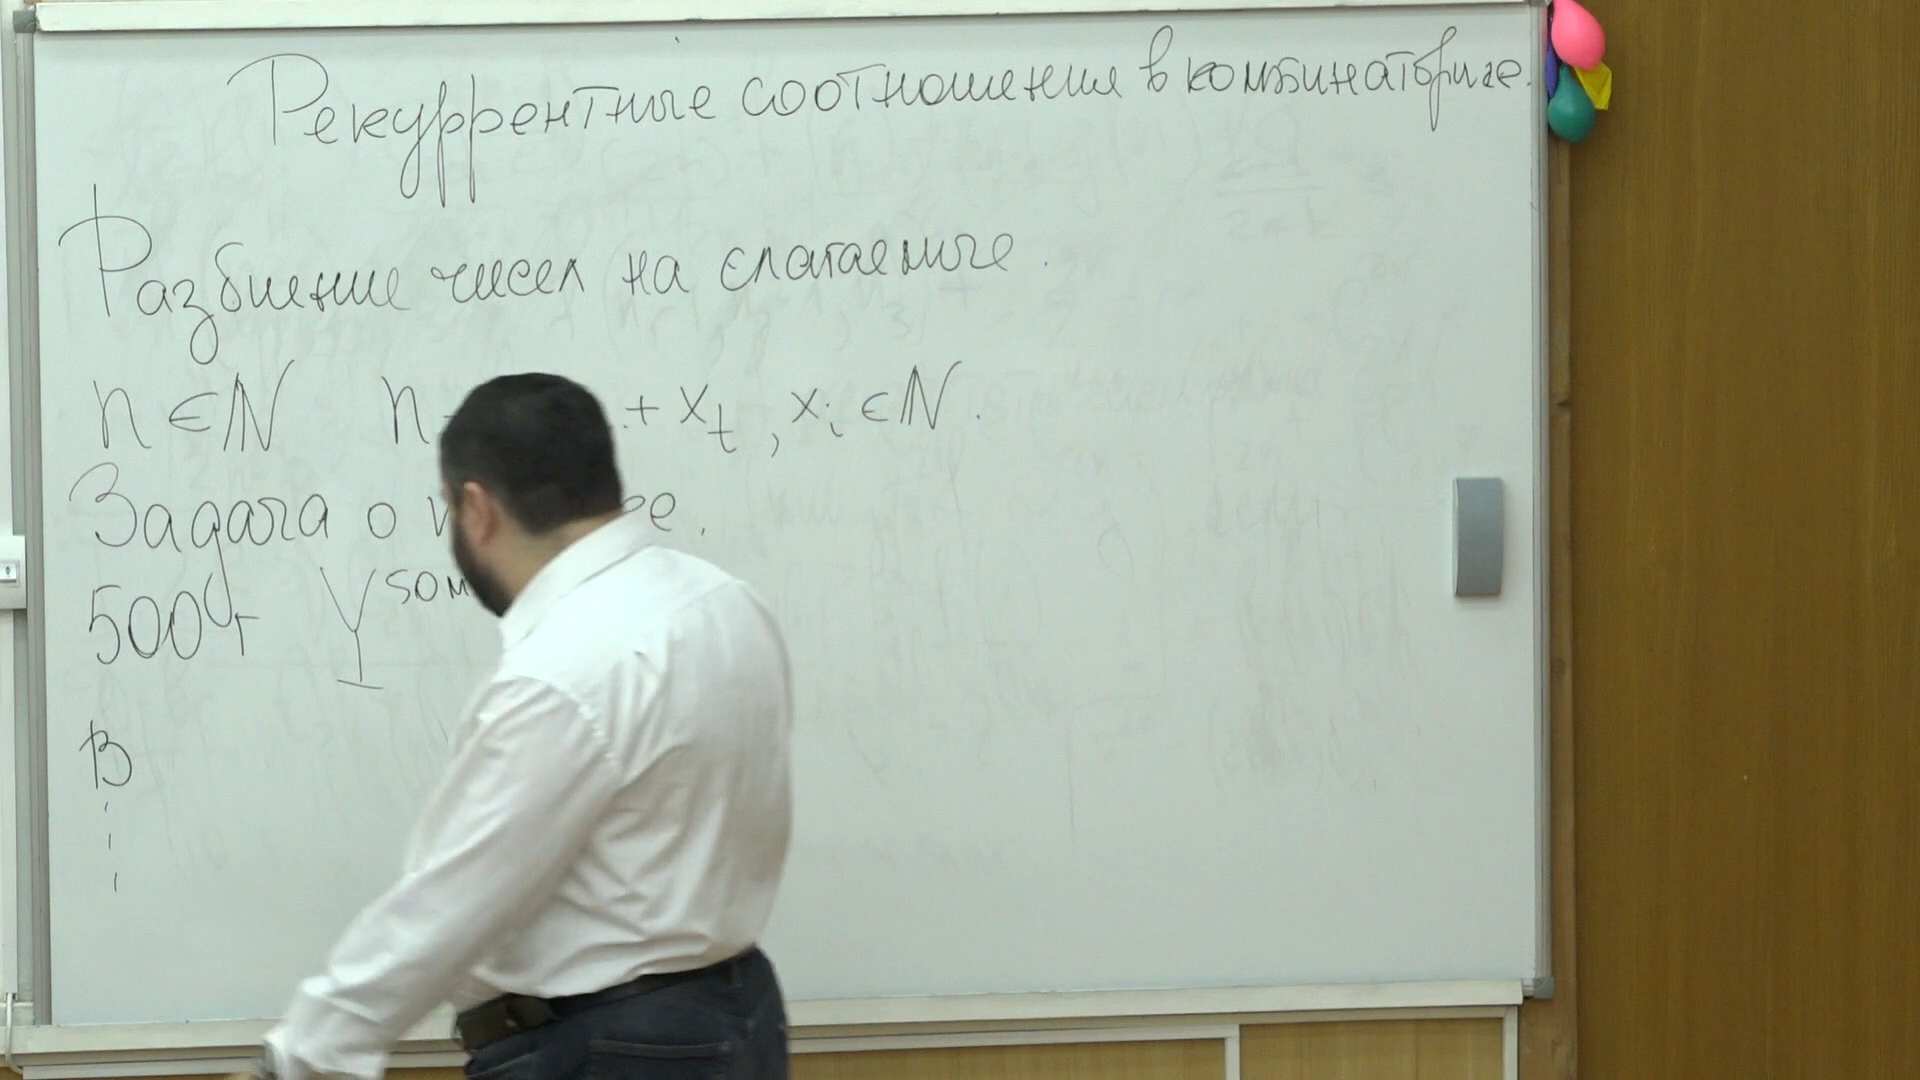 Рекуррентные соотношения в комбинаторике.
Разбиение чисел на слагаемые.
n ∈ ℕ n + x_t , x_i ∈ ℕ .
Задача о
500 г 50 м
В